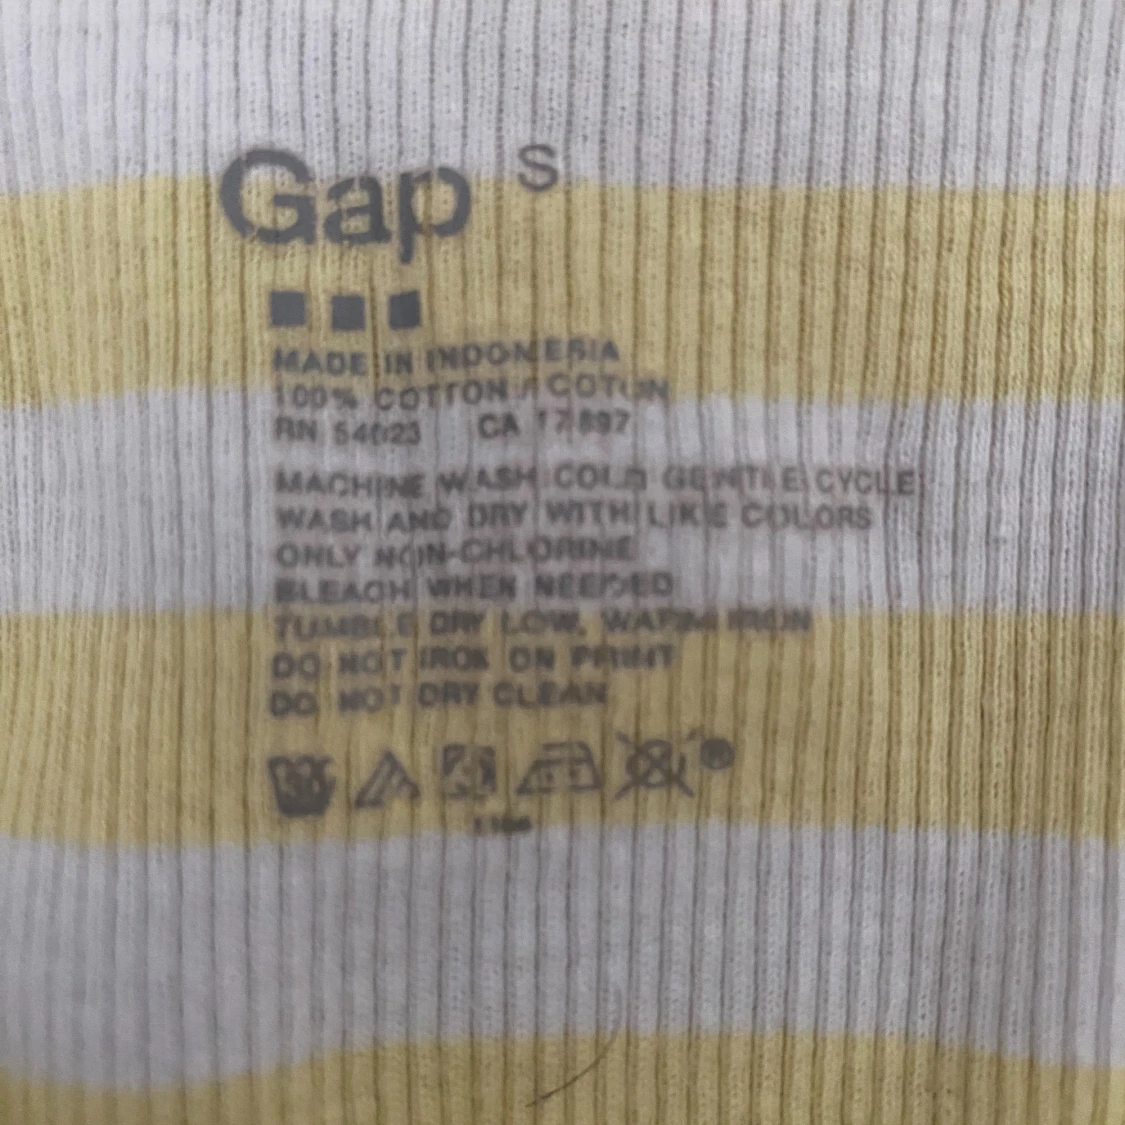 Gap S
MADE IN INDONESIA
100% COTTON / COTON
RN 54023 CA 17897
MACHINE WASH COLD GENTLE CYCLE
WASH AND DRY WITH LIKE COLORS
ONLY NON-CHLORINE
BLEACH WHEN NEEDED
TUMBLE DRY LOW, WARM IRON
DO NOT IRON ON PRINT
DO NOT DRY CLEAN
®